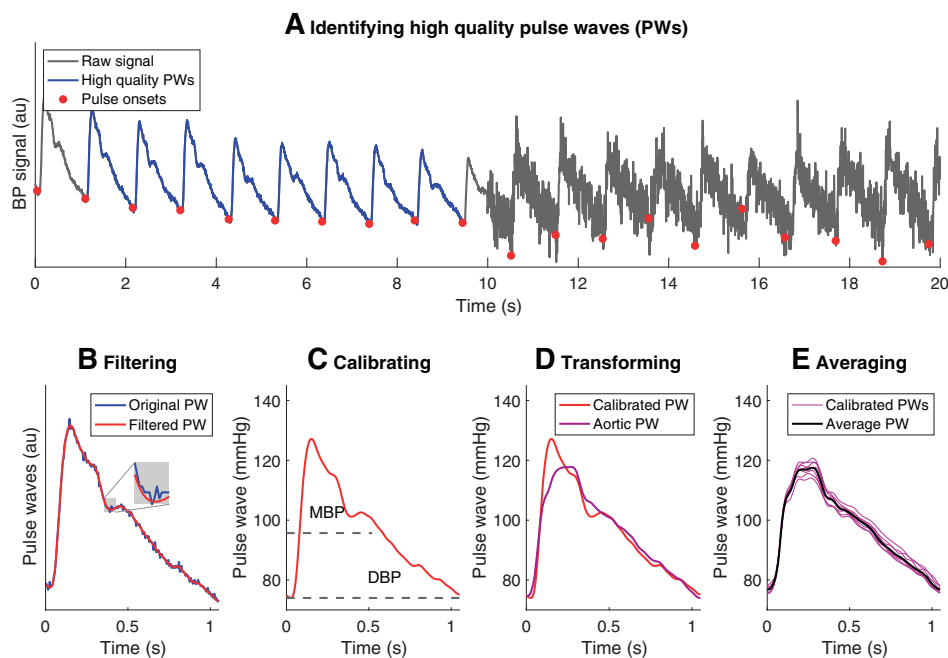 A Identifying high quality pulse waves (PWs)
BP signal (au)
Raw signal
High quality PWs
Pulse onsets
0 2 4 6 8 10 12 14 16 18 20
Time (s)
B Filtering
Pulse waves (au)
Original PW
Filtered PW
0 0.5 1
Time (s)
C Calibrating
Pulse wave (mmHg)
140
120
100
80
MBP
DBP
0 0.5 1
Time (s)
D Transforming
Pulse wave (mmHg)
140
120
100
80
Calibrated PW
Aortic PW
0 0.5 1
Time (s)
E Averaging
Pulse wave (mmHg)
140
120
100
80
Calibrated PWs
Average PW
0 0.5 1
Time (s)